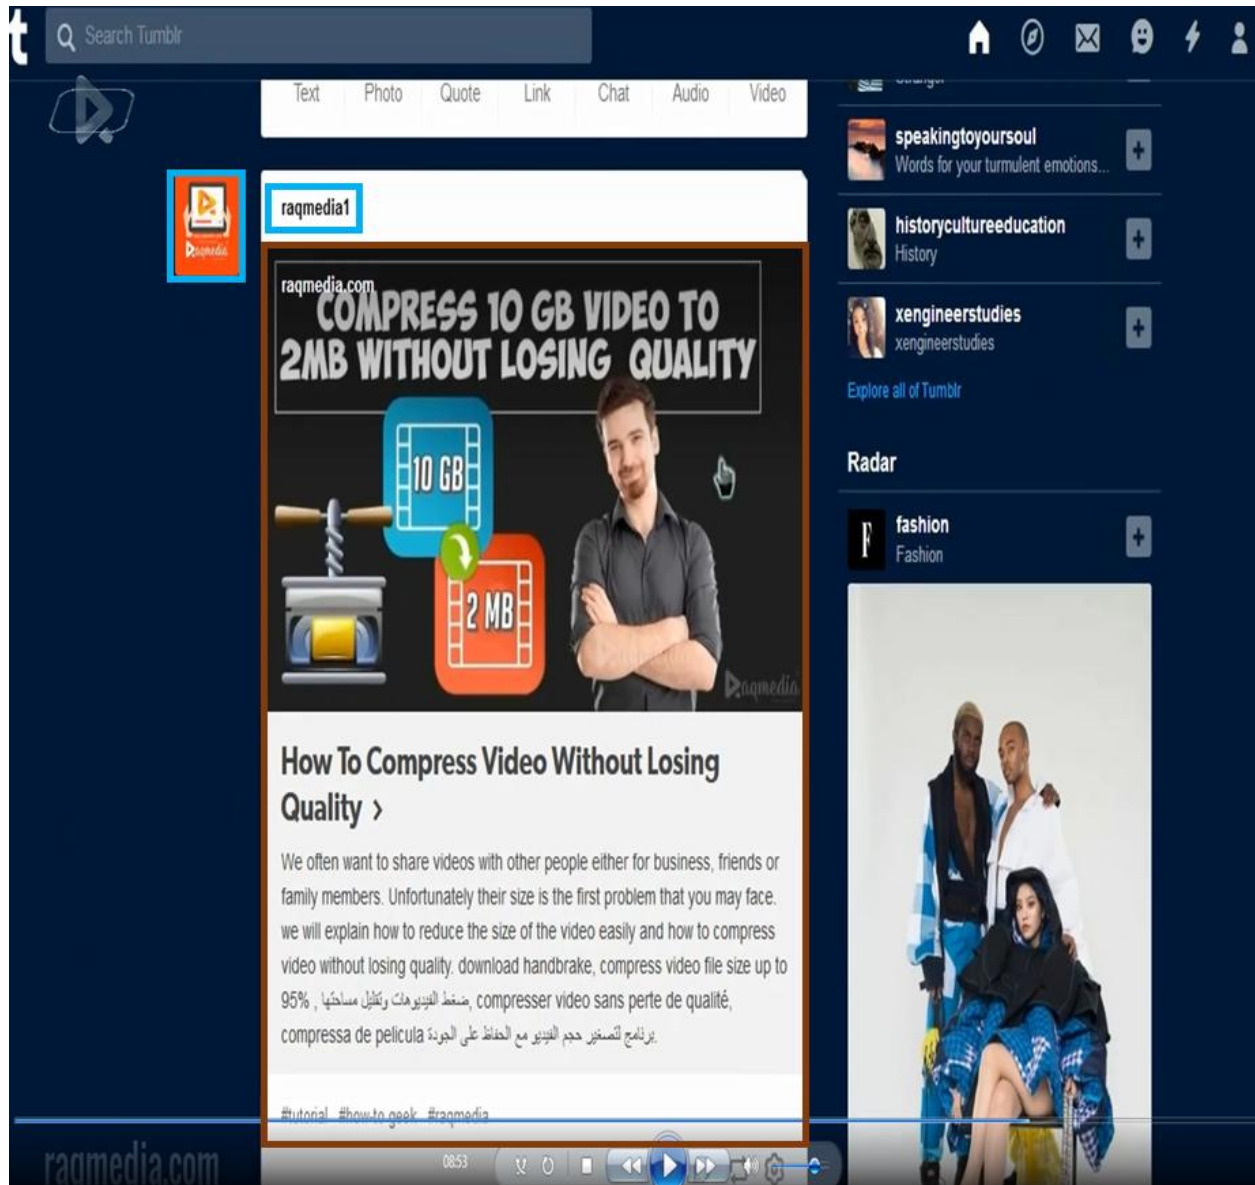 t
Search Tumblr
Text Photo Quote Link Chat Audio Video
raqmedia1
Raqmedia
raqmedia.com
COMPRESS 10 GB VIDEO TO
2MB WITHOUT LOSING QUALITY
10 GB
2 MB
Raqmedia
How To Compress Video Without Losing
Quality >
We often want to share videos with other people either for business, friends or
family members. Unfortunately their size is the first problem that you may face.
we will explain how to reduce the size of the video easily and how to compress
video without losing quality. download handbrake, compress video file size up to
95% , ضغط الفيديوهات وتقليل مساحتها, compresser video sans perte de qualité,
compressa de pelicula برنامج لتصغير حجم الفيديو مع الحفاظ على الجودة.
#tutorial #how-to geek #raqmedia
Stranger
speakingtoyoursoul
Words for your turmulent emotions...
historycultureeducation
History
xengineerstudies
xengineerstudies
Explore all of Tumblr
Radar
F
fashion
Fashion
raqmedia.com
08:53